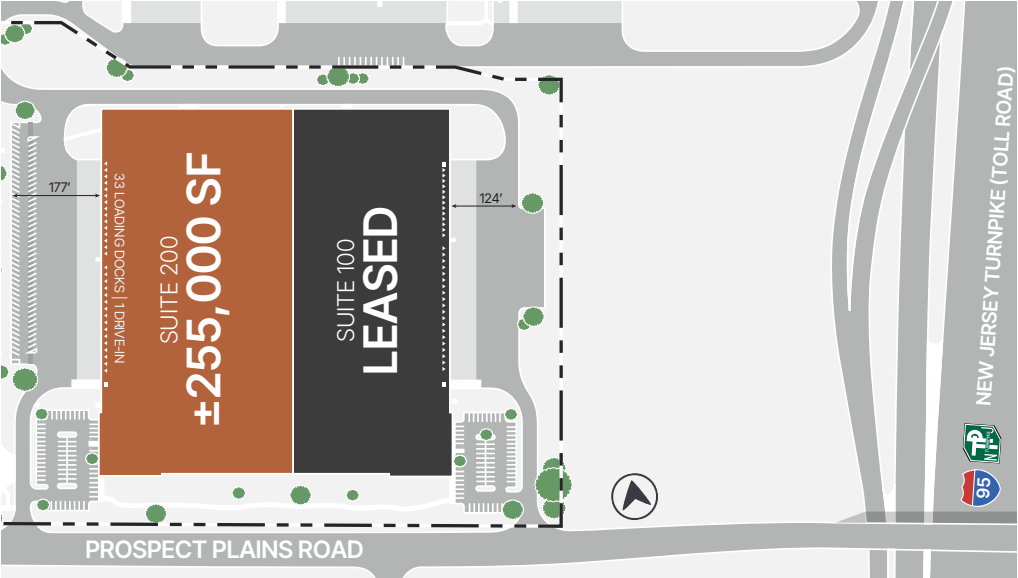 177'
33 LOADING DOCKS | 1 DRIVE-IN
SUITE 200
±255,000 SF
SUITE 100
LEASED
124'
NEW JERSEY TURNPIKE (TOLL ROAD)
95
PROSPECT PLAINS ROAD